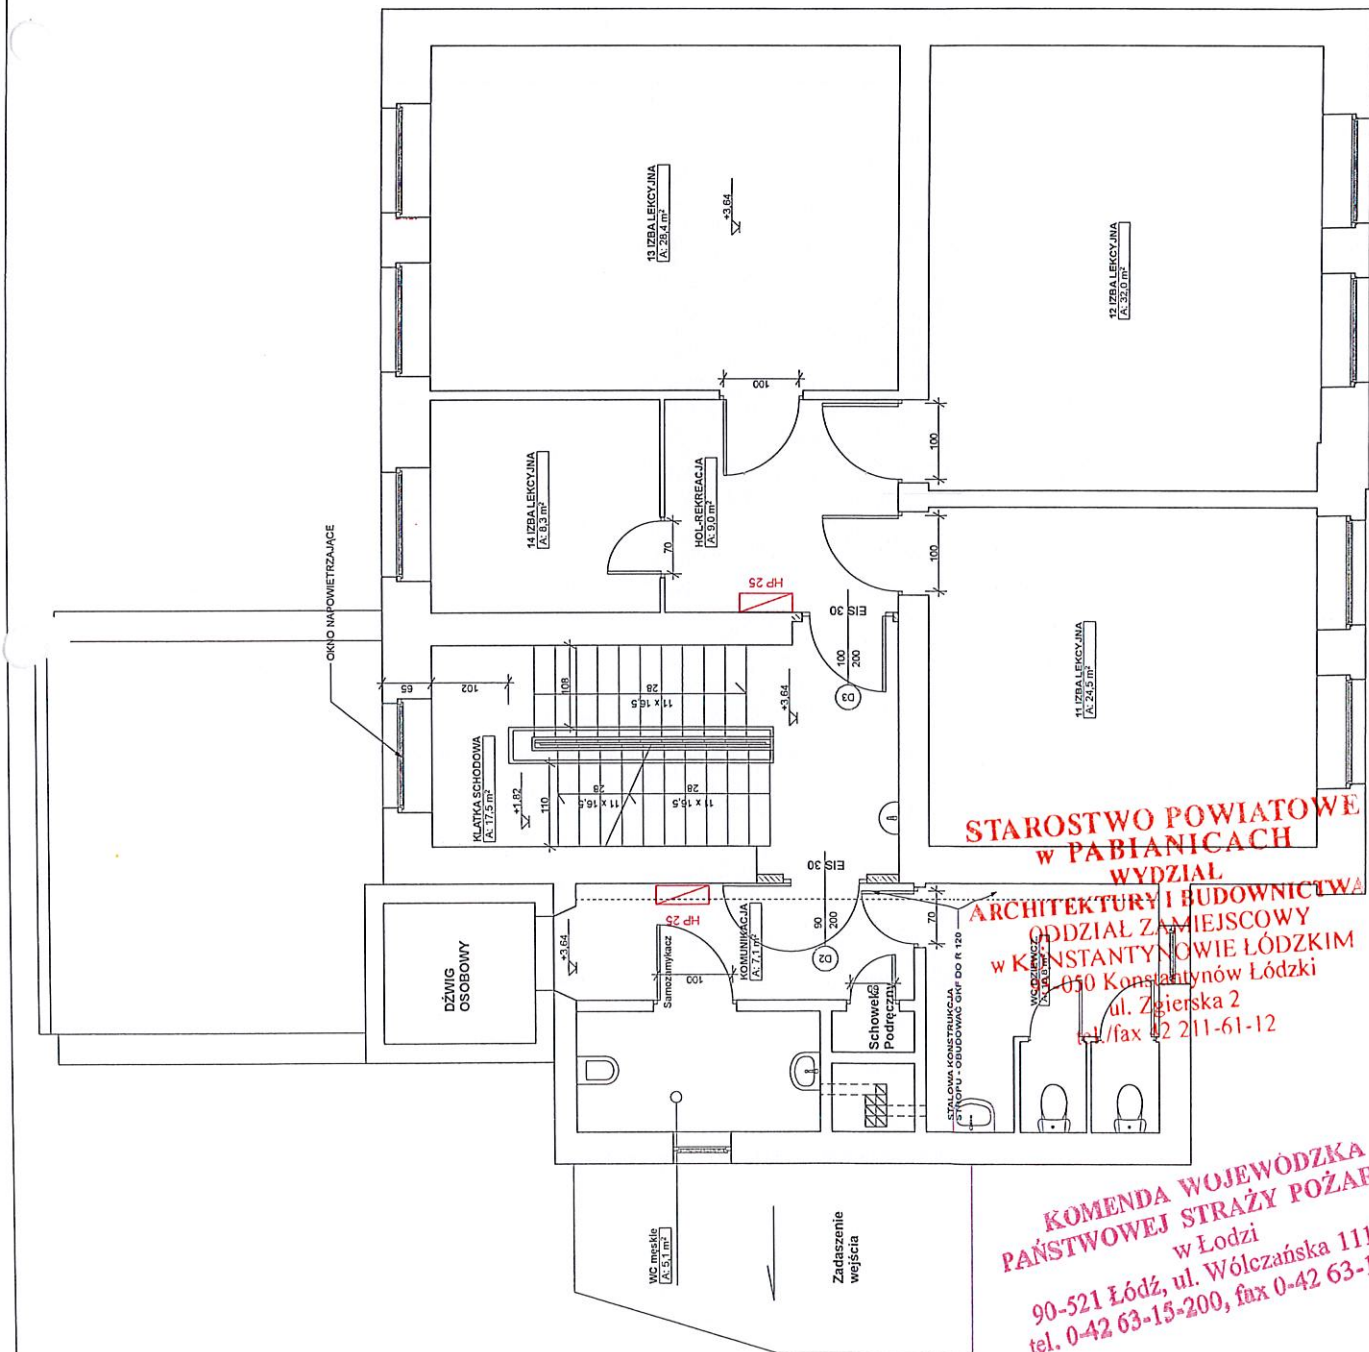 OKNO NAPOWIETRZAJĄCE
13 IZBA LEKCYJNA
A: 28,4 m²
+3,64
12 IZBA LEKCYJNA
A: 32,0 m²
14 IZBA LEKCYJNA
A: 8,3 m²
HOL-REKREACJA
A: 9,0 m²
100
100
100
70
HP 25
EIS 30
100
200
D3
11 IZBA LEKCYJNA
A: 24,5 m²
65
102
108
KLATKA SCHODOWA
A: 17,5 m²
+1,82
110
11 x 16,5
28
11 x 16,5
28
11 x 16,5
28
+3,64
EIS 30
90
200
D2
HP 25
DŹWIG
OSOBOWY
+3,64
Samozamykacz
100
KOMUNIKACJA
A: 7,1 m²
70
Schowek
Podręczny
STALOWA KONSTRUKCJA
STROPU - OBUDOWAĆ GKF DO R 120
WC męskie
A: 5,1 m²
Zadaszenie
wejścia
STAROSTWO POWIATOWE
w PABIANICACH
WYDZIAŁ
ARCHITEKTURY I BUDOWNICTWA
ODDZIAŁ ZAMIEJSCOWY
w KONSTANTYNOWIE ŁÓDZKIM
95-050 Konstantynów Łódzki
ul. Zgierska 2
tel./fax 42 211-61-12
KOMENDA WOJEWÓDZKA
PAŃSTWOWEJ STRAŻY POŻAR
w Łodzi
90-521 Łódź, ul. Wólczańska 111
tel. 0-42 63-15-200, fax 0-42 63-1